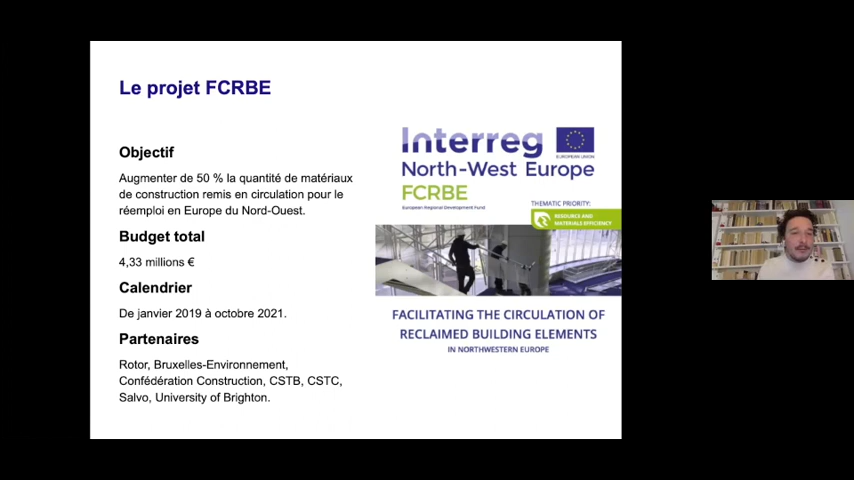 Le projet FCRBE
Objectif
Augmenter de 50 % la quantité de matériaux
de construction remis en circulation pour le
réemploi en Europe du Nord-Ouest.
Budget total
4,33 millions €
Calendrier
De janvier 2019 à octobre 2021.
Partenaires
Rotor, Bruxelles-Environnement,
Confédération Construction, CSTB, CSTC,
Salvo, University of Brighton.
Interreg
EUROPEAN UNION
North-West Europe
FCRBE
European Regional Development Fund
THEMATIC PRIORITY:
RESOURCE AND
MATERIALS EFFICIENCY
FACILITATING THE CIRCULATION OF
RECLAIMED BUILDING ELEMENTS
IN NORTHWESTERN EUROPE